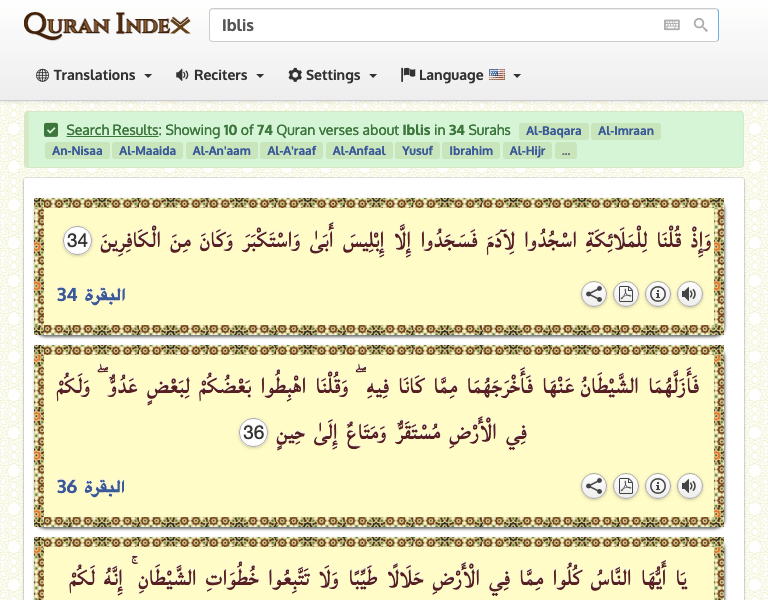 QURAN INDEX
Iblis
Translations
Reciters
Settings
Language
Search Results: Showing 10 of 74 Quran verses about Iblis in 34 Surahs Al-Baqara Al-Imraan
An-Nisaa Al-Maaida Al-An'aam Al-A'raaf Al-Anfaal Yusuf Ibrahim Al-Hijr ...
وَإِذْ قُلْنَا لِلْمَلَائِكَةِ اسْجُدُوا لِآدَمَ فَسَجَدُوا إِلَّا إِبْلِيسَ أَبَىٰ وَاسْتَكْبَرَ وَكَانَ مِنَ الْكَافِرِينَ 34
البقرة 34
فَأَزَلَّهُمَا الشَّيْطَانُ عَنْهَا فَأَخْرَجَهُمَا مِمَّا كَانَا فِيهِ ۖ وَقُلْنَا اهْبِطُوا بَعْضُكُمْ لِبَعْضٍ عَدُوٌّ ۖ وَلَكُمْ
فِي الْأَرْضِ مُسْتَقَرٌّ وَمَتَاعٌ إِلَىٰ حِينٍ 36
البقرة 36
يَا أَيُّهَا النَّاسُ كُلُوا مِمَّا فِي الْأَرْضِ حَلَالًا طَيِّبًا وَلَا تَتَّبِعُوا خُطُوَاتِ الشَّيْطَانِ ۚ إِنَّهُ لَكُمْ